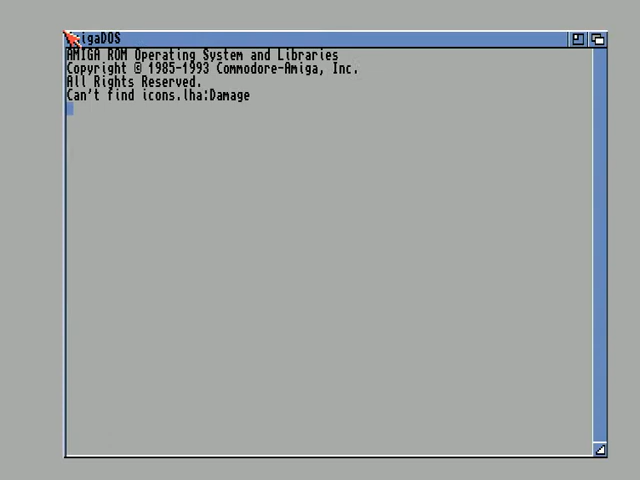 igaDOS
AMIGA ROM Operating System and Libraries
Copyright © 1985-1993 Commodore-Amiga, Inc.
All Rights Reserved.
Can't find icons.lha:Damage